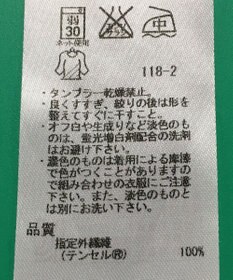 弱
30
中
ネット使用
118-2
・タンブラー乾燥禁止。
・良くすすぎ、絞りの後は形を
整えてすぐに干すこと。
・オフ白や生成りなど淡色のもの
は、蛍光増白剤配合の洗剤
はお避け下さい。
・濃色のものは着用による摩擦
で色がつくことがありますの
で組み合わせの衣服にご注意
下さい。また、淡色のものと
は別にお洗い下さい。
品質
指定外繊維
(テンセル®) 100%